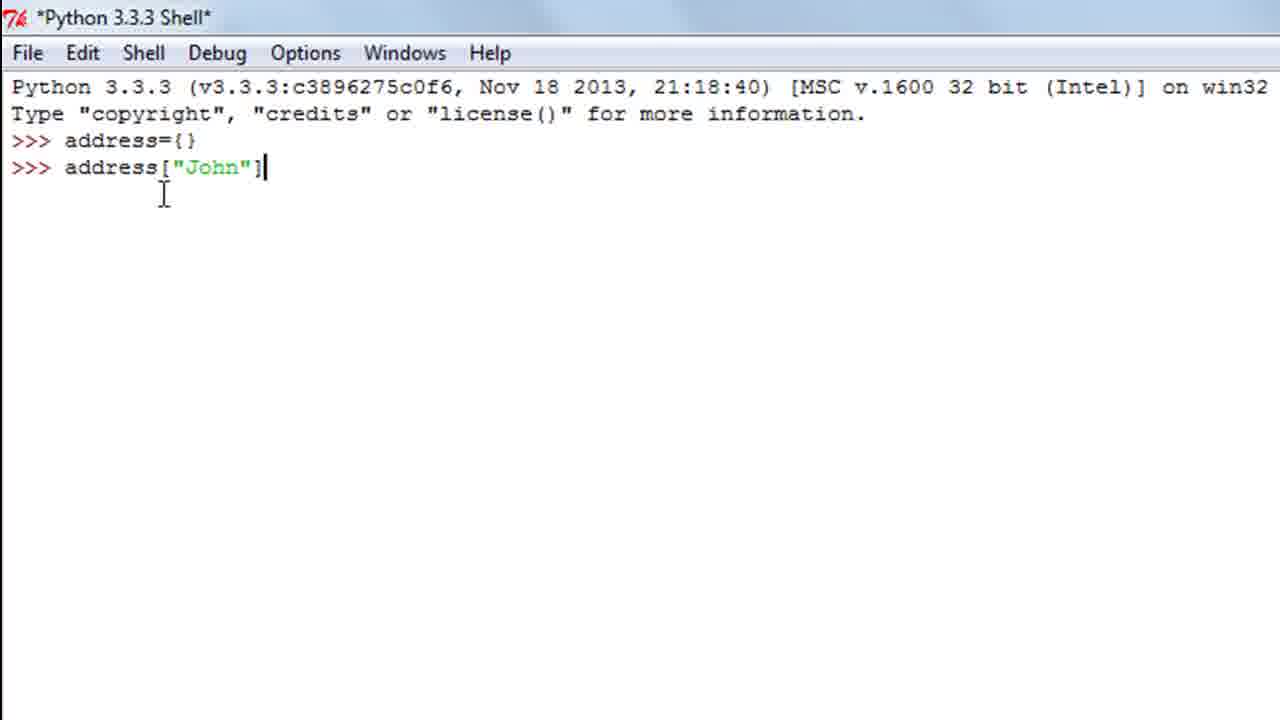 *Python 3.3.3 Shell*
File Edit Shell Debug Options Windows Help
Python 3.3.3 (v3.3.3:c3896275c0f6, Nov 18 2013, 21:18:40) [MSC v.1600 32 bit (Intel)] on win32
Type "copyright", "credits" or "license()" for more information.
>>> address={}
>>> address["John"]